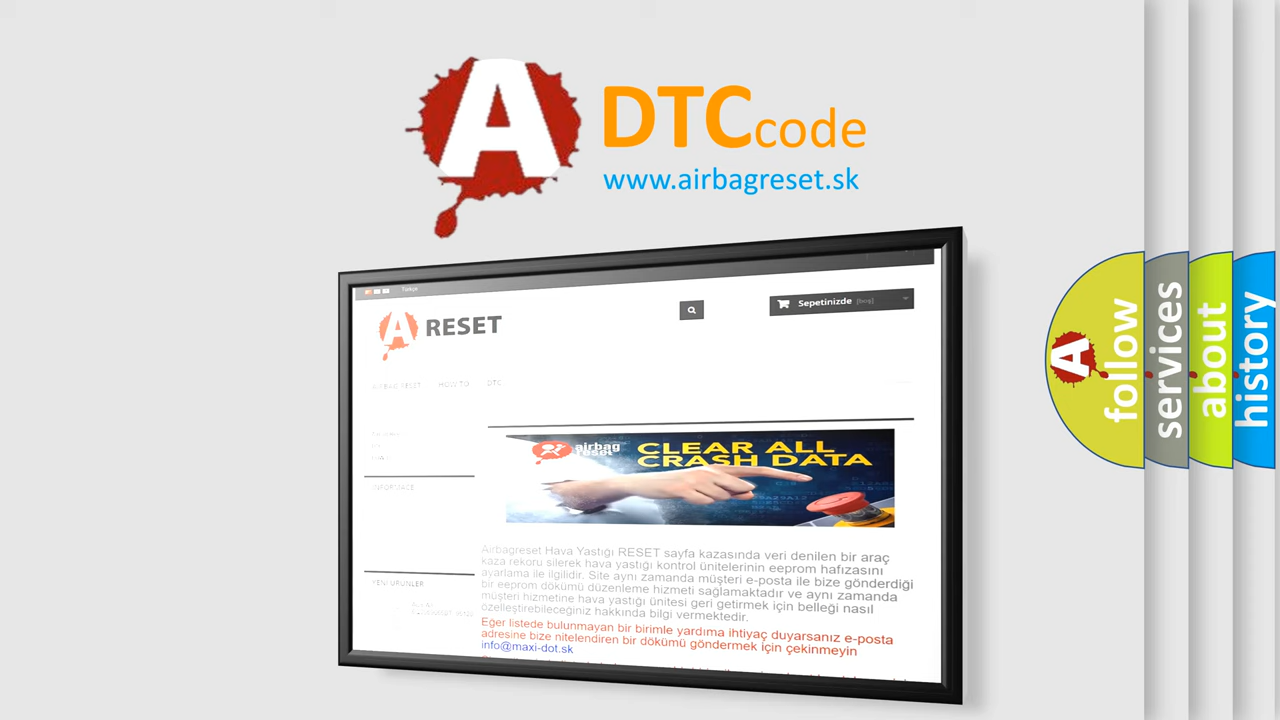 A
DTCcode
www.airbagreset.sk
Türkçe
A RESET
Sepetinizde [boş]
AIRBAG RESET HOW TO DTC
airbag
reset
CLEAR ALL
CRASH DATA
INFORMACE
Airbagreset Hava Yastığı RESET sayfa kazasında veri denilen bir araç
kaza rekoru silerek hava yastığı kontrol ünitelerinin eeprom hafızasını
ayarlama ile ilgilidir. Site aynı zamanda müşteri e-posta ile bize gönderdiği
bir eeprom dökümü düzenleme hizmeti sağlamaktadır ve aynı zamanda
müşteri hizmetine hava yastığı ünitesi geri getirmek için belleği nasıl
özelleştirebileceğiniz hakkında bilgi vermektedir.
Eğer listede bulunmayan bir birimle yardıma ihtiyaç duyarsanız e-posta
adresine bize nitelendiren bir dökümü göndermek için çekinmeyin
info@maxi-dot.sk
YENI ÜRÜNLER
A
follow
services
about
history